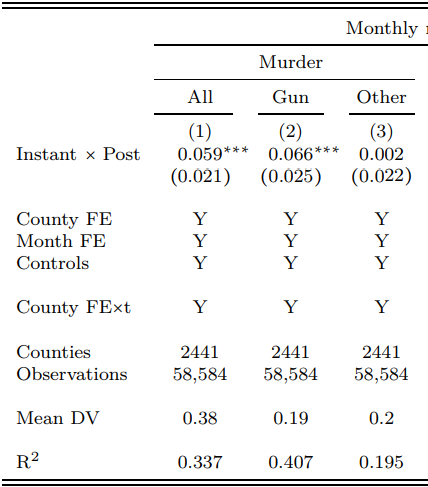 Monthly
Murder
All Gun Other
(1) (2) (3)
Instant × Post 0.059*** 0.066*** 0.002
(0.021) (0.025) (0.022)
County FE Y Y Y
Month FE Y Y Y
Controls Y Y Y
County FE×t Y Y Y
Counties 2441 2441 2441
Observations 58,584 58,584 58,584
Mean DV 0.38 0.19 0.2
R² 0.337 0.407 0.195